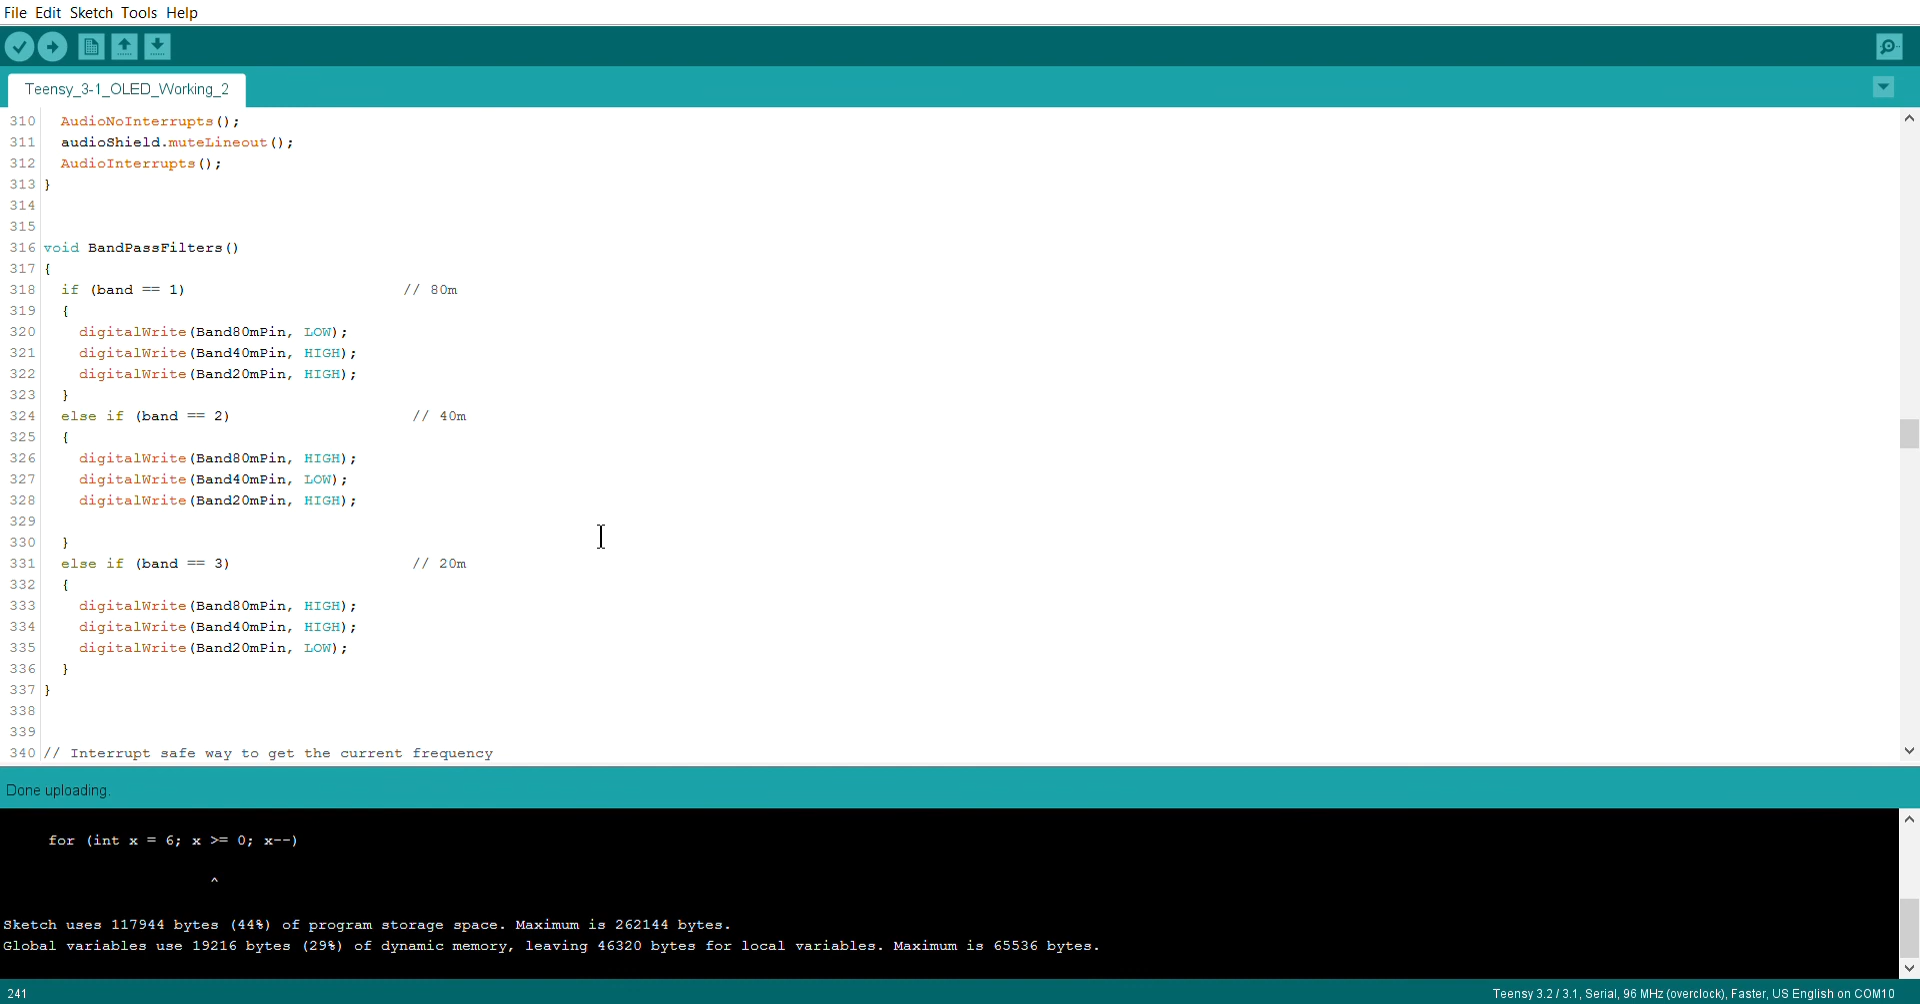 File Edit Sketch Tools Help
Teensy_3-1_OLED_Working_2
310 AudioNoInterrupts();
311 audioShield.muteLineout();
312 AudioInterrupts();
313 }
314
315
316 void BandPassFilters()
317 {
318 if (band == 1) // 80m
319 {
320 digitalWrite(Band80mPin, LOW);
321 digitalWrite(Band40mPin, HIGH);
322 digitalWrite(Band20mPin, HIGH);
323 }
324 else if (band == 2) // 40m
325 {
326 digitalWrite(Band80mPin, HIGH);
327 digitalWrite(Band40mPin, LOW);
328 digitalWrite(Band20mPin, HIGH);
329
330 }
331 else if (band == 3) // 20m
332 {
333 digitalWrite(Band80mPin, HIGH);
334 digitalWrite(Band40mPin, HIGH);
335 digitalWrite(Band20mPin, LOW);
336 }
337 }
338
339
340 // Interrupt safe way to get the current frequency
Done uploading.
for (int x = 6; x >= 0; x--)
^
Sketch uses 117944 bytes (44%) of program storage space. Maximum is 262144 bytes.
Global variables use 19216 bytes (29%) of dynamic memory, leaving 46320 bytes for local variables. Maximum is 65536 bytes.
241 Teensy 3.2 / 3.1, Serial, 96 MHz (overclock), Faster, US English on COM10